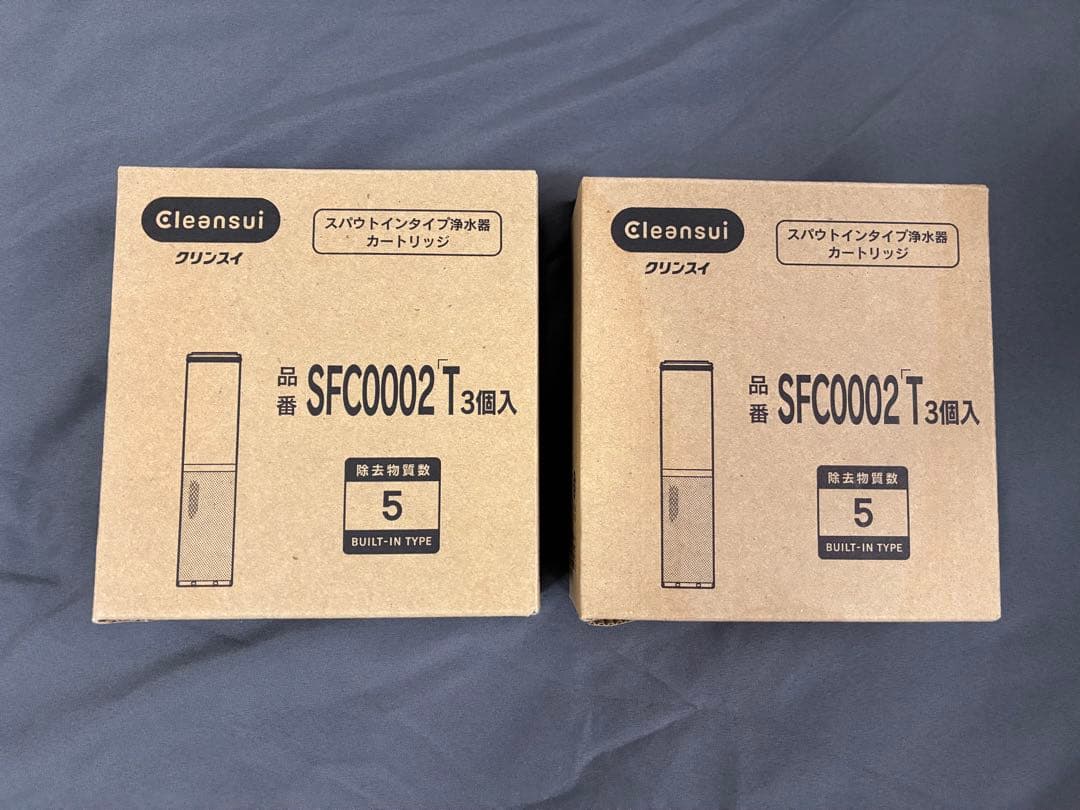 Cleansui
クリンスイ
スパウトインタイプ浄水器
カートリッジ
品番 SFC0002「T 3個入
除去物質数
5
BUILT-IN TYPE
Cleansui
クリンスイ
スパウトインタイプ浄水器
カートリッジ
品番 SFC0002「T 3個入
除去物質数
5
BUILT-IN TYPE